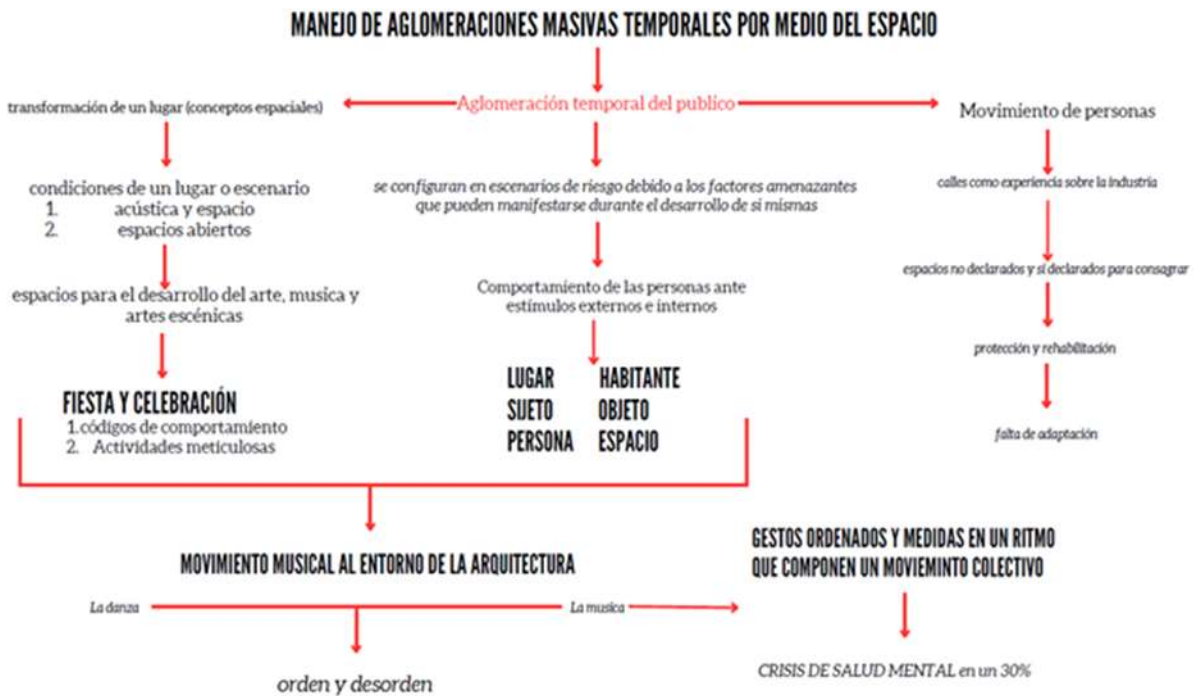 MANEJO DE AGLOMERACIONES MASIVAS TEMPORALES POR MEDIO DEL ESPACIO
transformación de un lugar (conceptos espaciales)
Aglomeración temporal del publico
Movimiento de personas
condiciones de un lugar o escenario
1. acústica y espacio
2. espacios abiertos
se configuran en escenarios de riesgo debido a los factores amenazantes
que pueden manifestarse durante el desarrollo de si mismas
calles como experiencia sobre la industria
espacios no declarados y si declarados para consagrar
espacios para el desarrollo del arte, musica y
artes escénicas
Comportamiento de las personas ante
estímulos externos e internos
protección y rehabilitación
FIESTA Y CELEBRACIÓN
1. códigos de comportamiento
2. Actividades meticulosas
LUGAR HABITANTE
SUJETO OBJETO
PERSONA ESPACIO
falta de adaptación
MOVIMIENTO MUSICAL AL ENTORNO DE LA ARQUITECTURA
GESTOS ORDENADOS Y MEDIDAS EN UN RITMO
QUE COMPONEN UN MOVIEMINTO COLECTIVO
La danza
La musica
orden y desorden
CRISIS DE SALUD MENTAL en un 30%